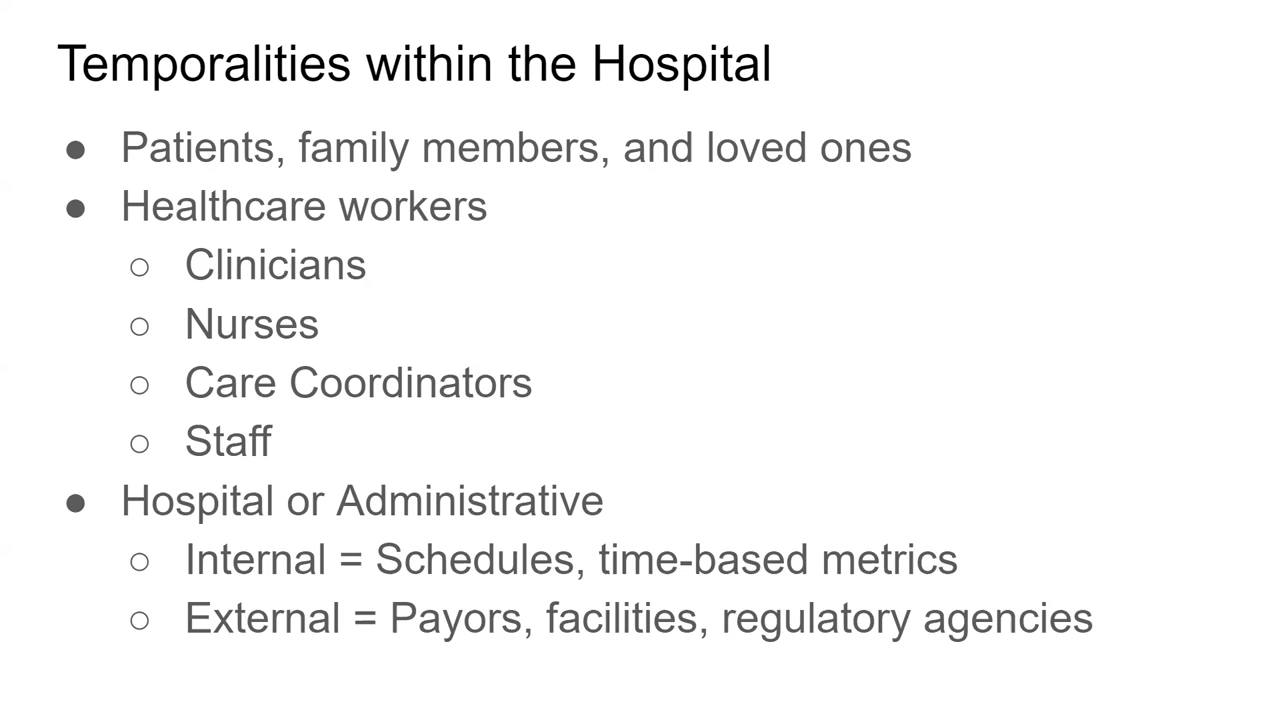 Temporalities within the Hospital
● Patients, family members, and loved ones
● Healthcare workers
○ Clinicians
○ Nurses
○ Care Coordinators
○ Staff
● Hospital or Administrative
○ Internal = Schedules, time-based metrics
○ External = Payors, facilities, regulatory agencies